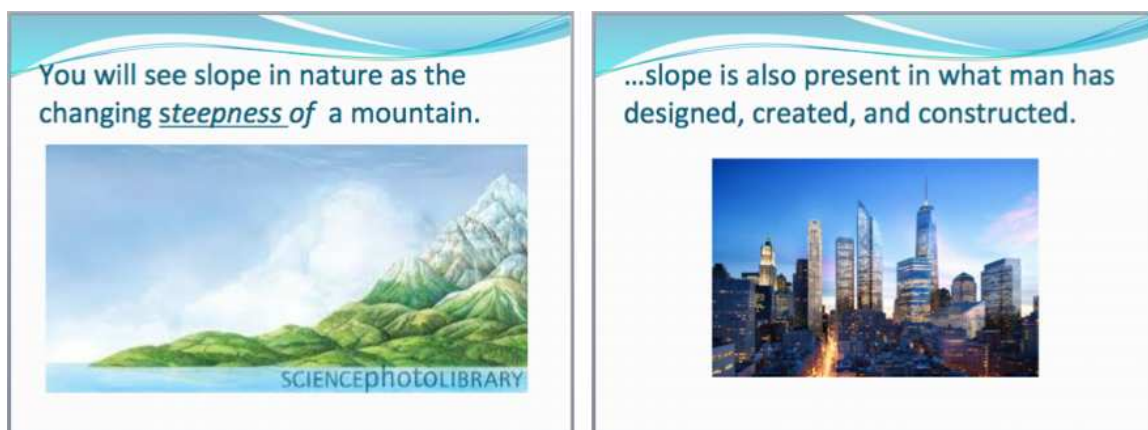 You will see slope in nature as the
changing steepness of a mountain.
SCIENCEphotoLIBRARY
...slope is also present in what man has
designed, created, and constructed.